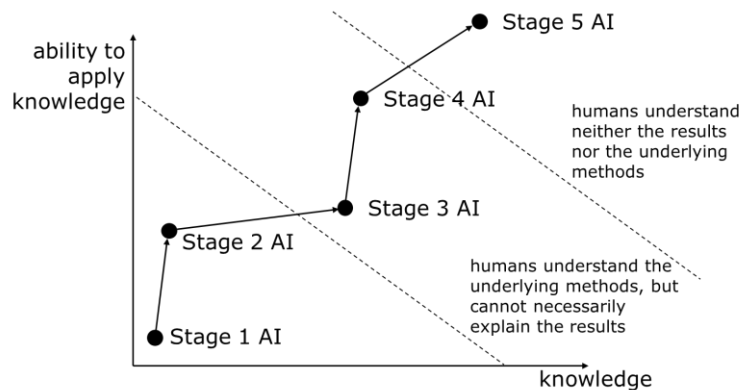 Stage 5 AI
ability to
apply
knowledge
Stage 4 AI
humans understand
neither the results
nor the underlying
methods
Stage 3 AI
Stage 2 AI
humans understand the
underlying methods, but
cannot necessarily
explain the results
Stage 1 AI
knowledge